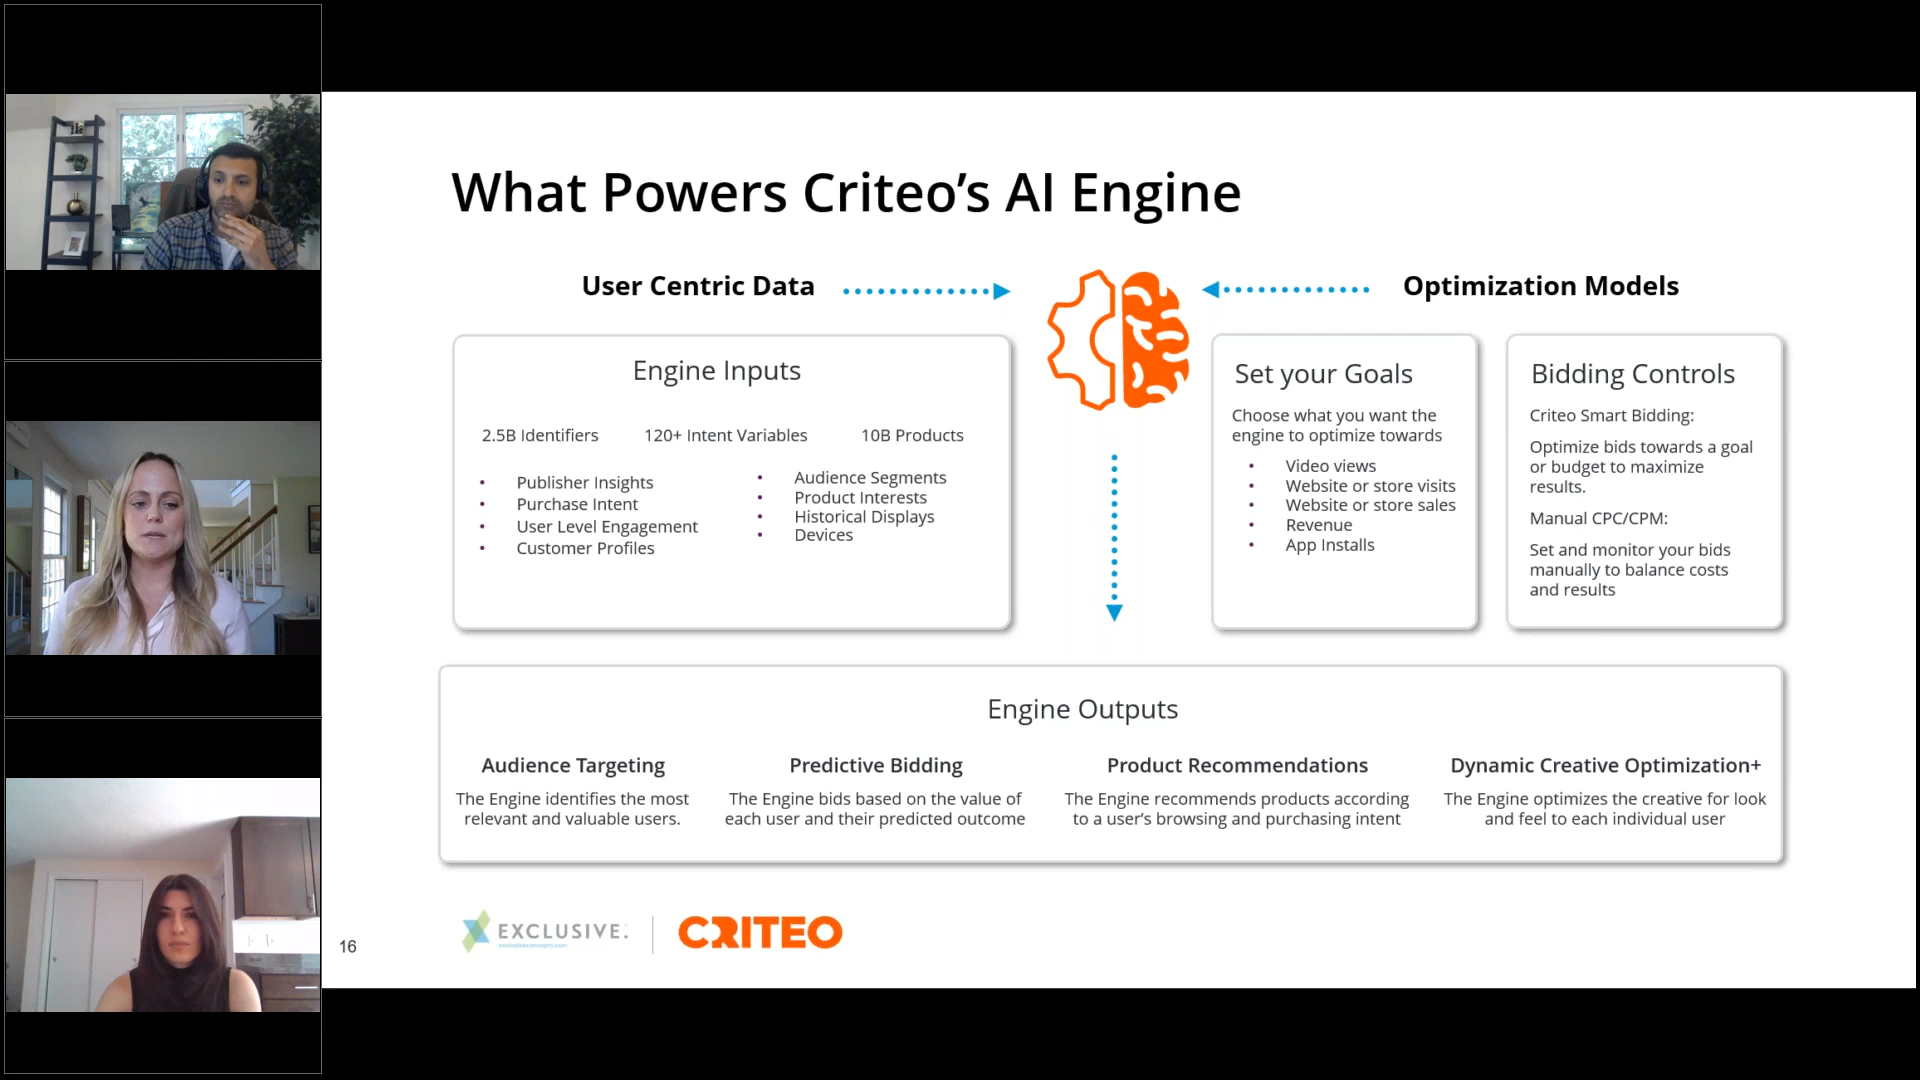 What Powers Criteo's AI Engine
User Centric Data
Optimization Models
Engine Inputs
2.5B Identifiers
120+ Intent Variables
10B Products
Publisher Insights
Purchase Intent
User Level Engagement
Customer Profiles
Audience Segments
Product Interests
Historical Displays
Devices
Set your Goals
Choose what you want the
engine to optimize towards
Video views
Website or store visits
Website or store sales
Revenue
App Installs
Bidding Controls
Criteo Smart Bidding:
Optimize bids towards a goal
or budget to maximize
results.
Manual CPC/CPM:
Set and monitor your bids
manually to balance costs
and results
Engine Outputs
Audience Targeting
The Engine identifies the most
relevant and valuable users.
Predictive Bidding
The Engine bids based on the value of
each user and their predicted outcome
Product Recommendations
The Engine recommends products according
to a user's browsing and purchasing intent
Dynamic Creative Optimization+
The Engine optimizes the creative for look
and feel to each individual user
16
EXCLUSIVE
CRITEO